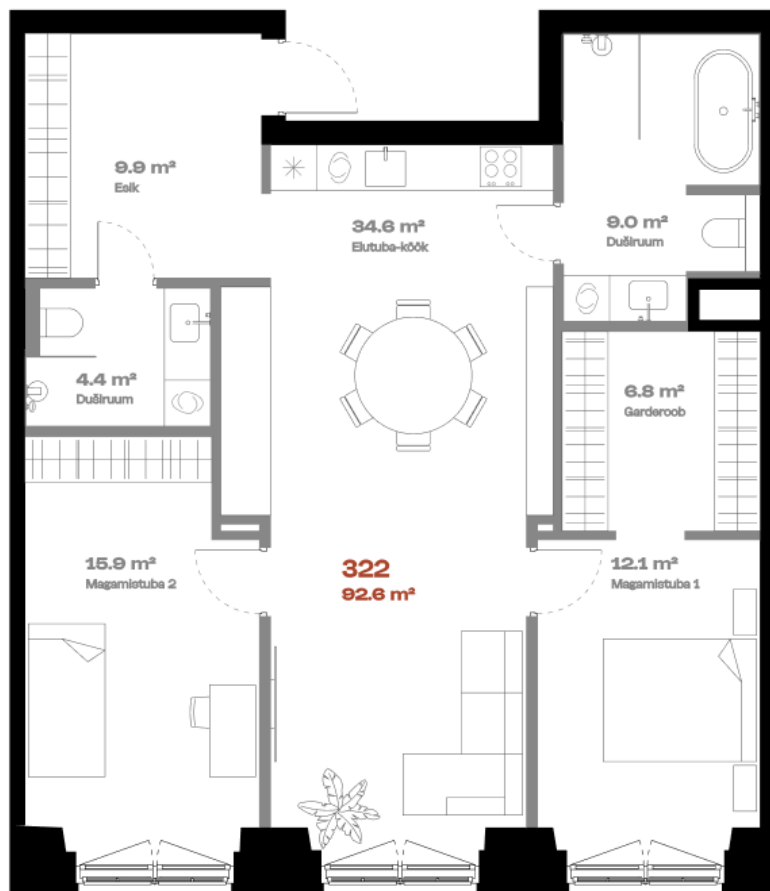 9.9 m²
Esik
34.6 m²
Elutuba-köök
9.0 m²
Duširuum
4.4 m²
Duširuum
6.8 m²
Garderoob
15.9 m²
Magamistuba 2
322
92.6 m²
12.1 m²
Magamistuba 1